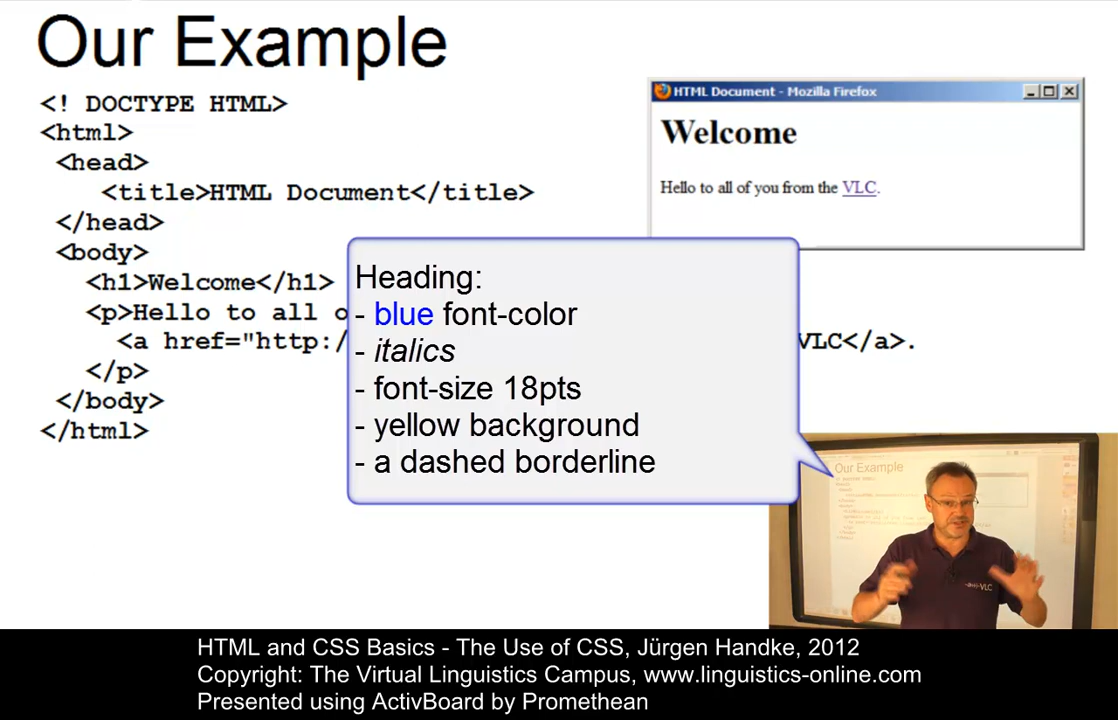 Our Example
<! DOCTYPE HTML>
<html>
<head>
<title>HTML Document</title>
</head>
<body>
<h1>Welcome</h1>
<p>Hello to all o
<a href="http:/ VLC</a>.
</p>
</body>
</html>
HTML Document - Mozilla Firefox
Welcome
Hello to all of you from the VLC.
Heading:
- blue font-color
- italics
- font-size 18pts
- yellow background
- a dashed borderline
Our Example
VLC
HTML and CSS Basics - The Use of CSS, Jürgen Handke, 2012
Copyright: The Virtual Linguistics Campus, www.linguistics-online.com
Presented using ActivBoard by Promethean